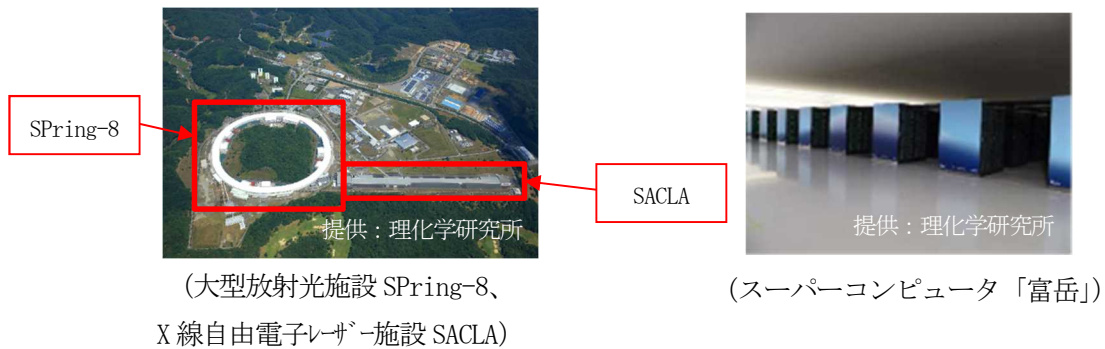 SPring-8
SACLA
提供：理化学研究所
提供：理化学研究所
(大型放射光施設 SPring-8、
X 線自由電子ﾚｰｻﾞｰ施設 SACLA)
(スーパーコンピュータ「富岳」)